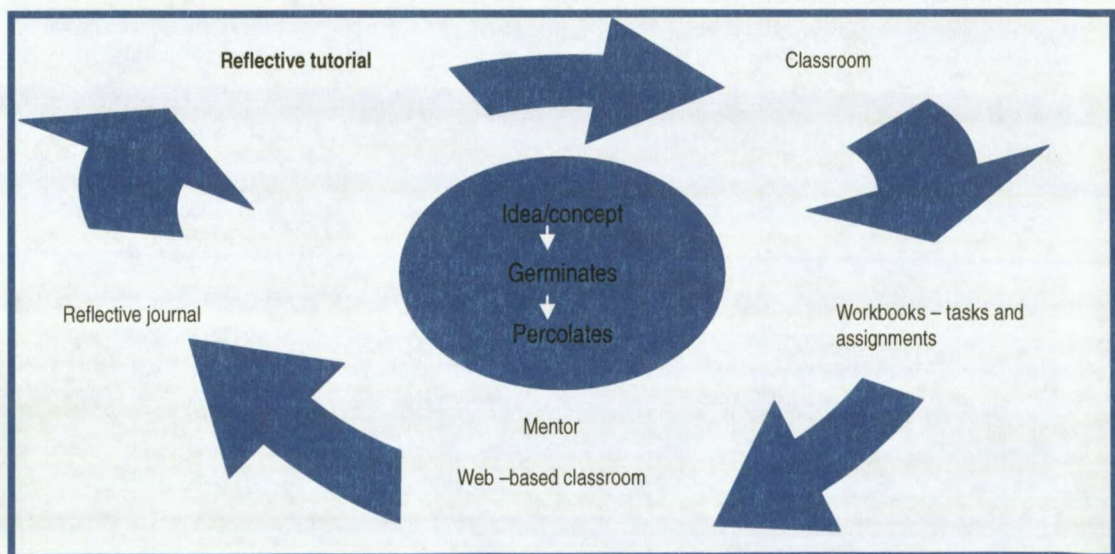 Reflective tutorial
Classroom
Idea/concept
Germinates
Percolates
Reflective journal
Workbooks – tasks and
assignments
Mentor
Web –based classroom